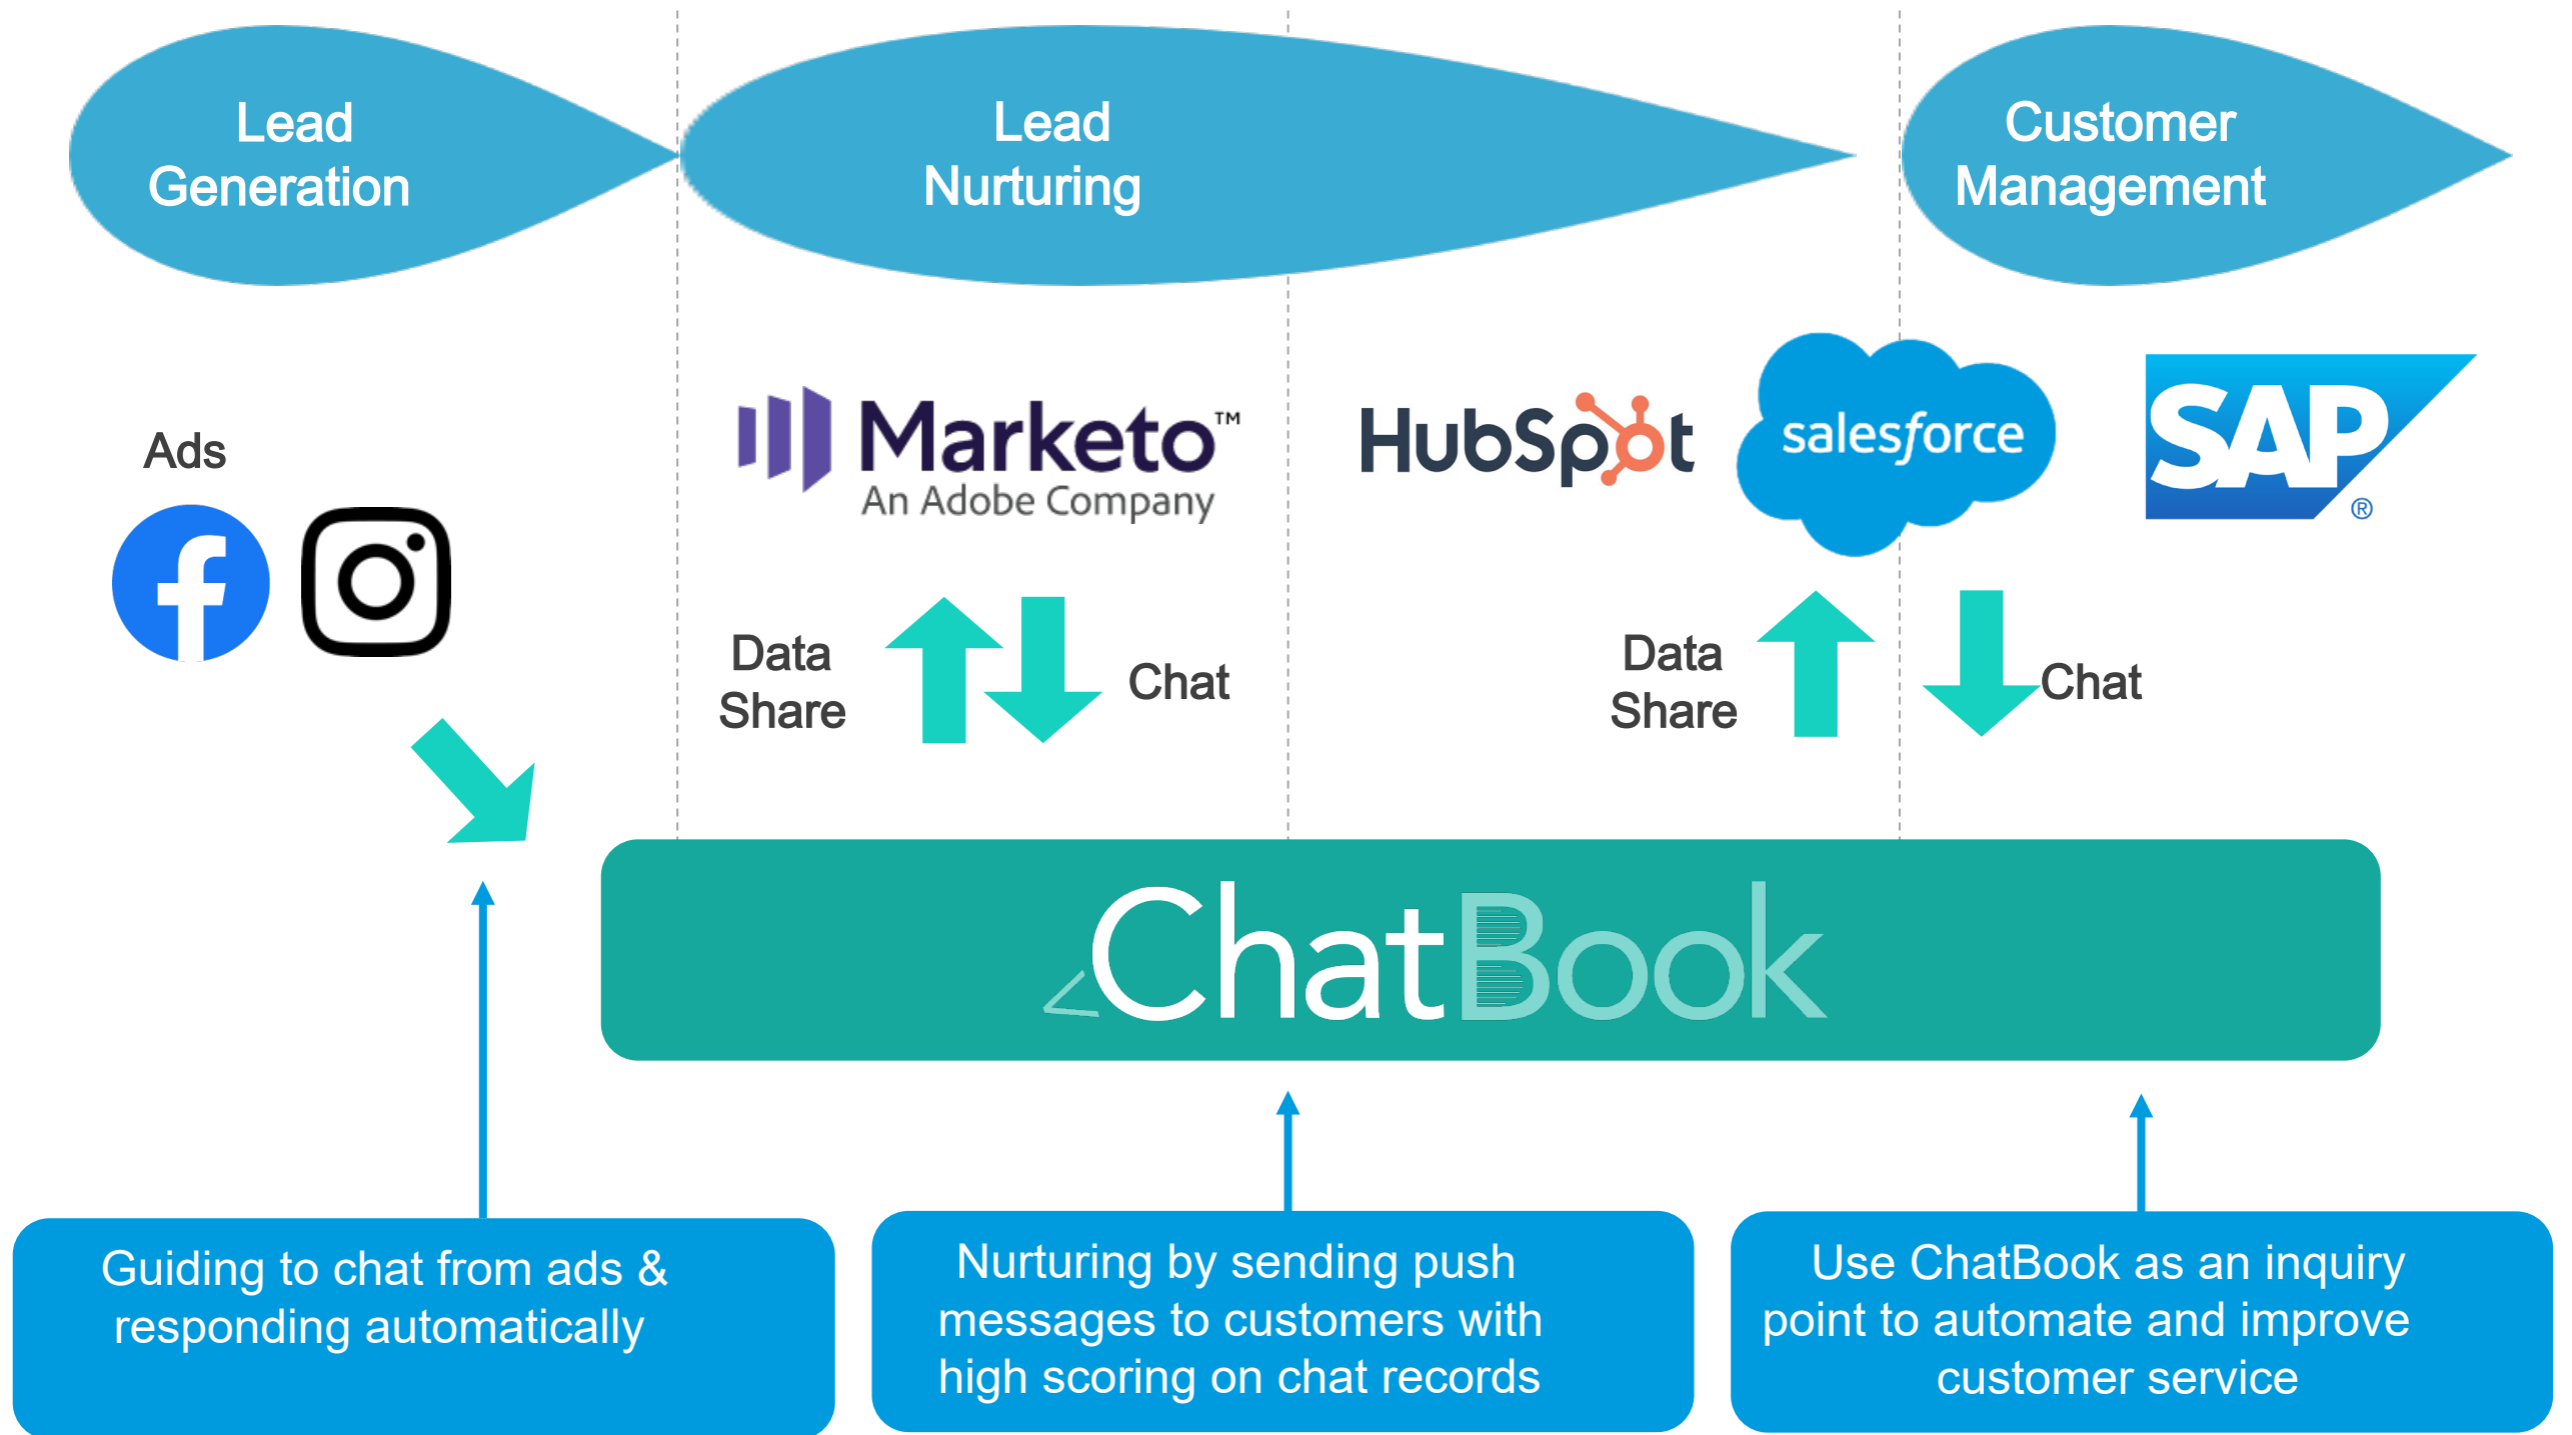 Lead
Generation
Lead
Nurturing
Customer
Management
Ads
Marketo™
An Adobe Company
HubSpot
salesforce
SAP
®
Data
Share
Chat
Data
Share
Chat
ChatBook
Guiding to chat from ads &
responding automatically
Nurturing by sending push
messages to customers with
high scoring on chat records
Use ChatBook as an inquiry
point to automate and improve
customer service